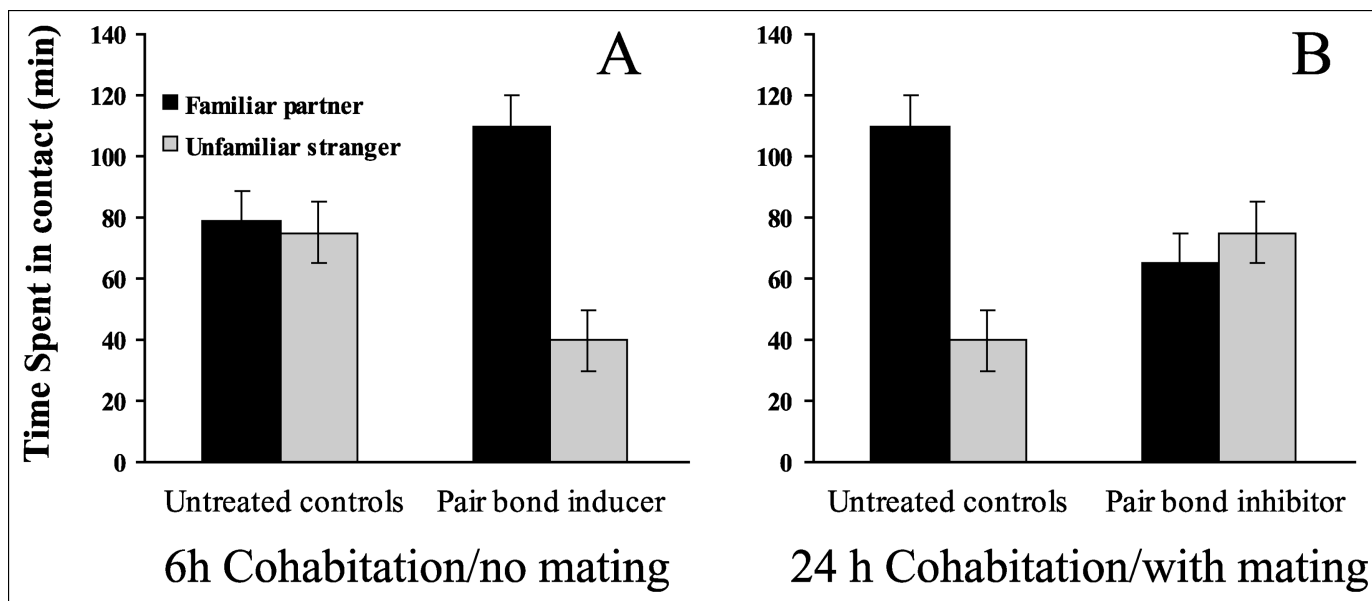 Time Spent in contact (min)
140
120
100
80
60
40
20
0
A
Familiar partner
Unfamiliar stranger
Untreated controls
Pair bond inducer
6h Cohabitation/no mating
140
120
100
80
60
40
20
0
B
Untreated controls
Pair bond inhibitor
24 h Cohabitation/with mating